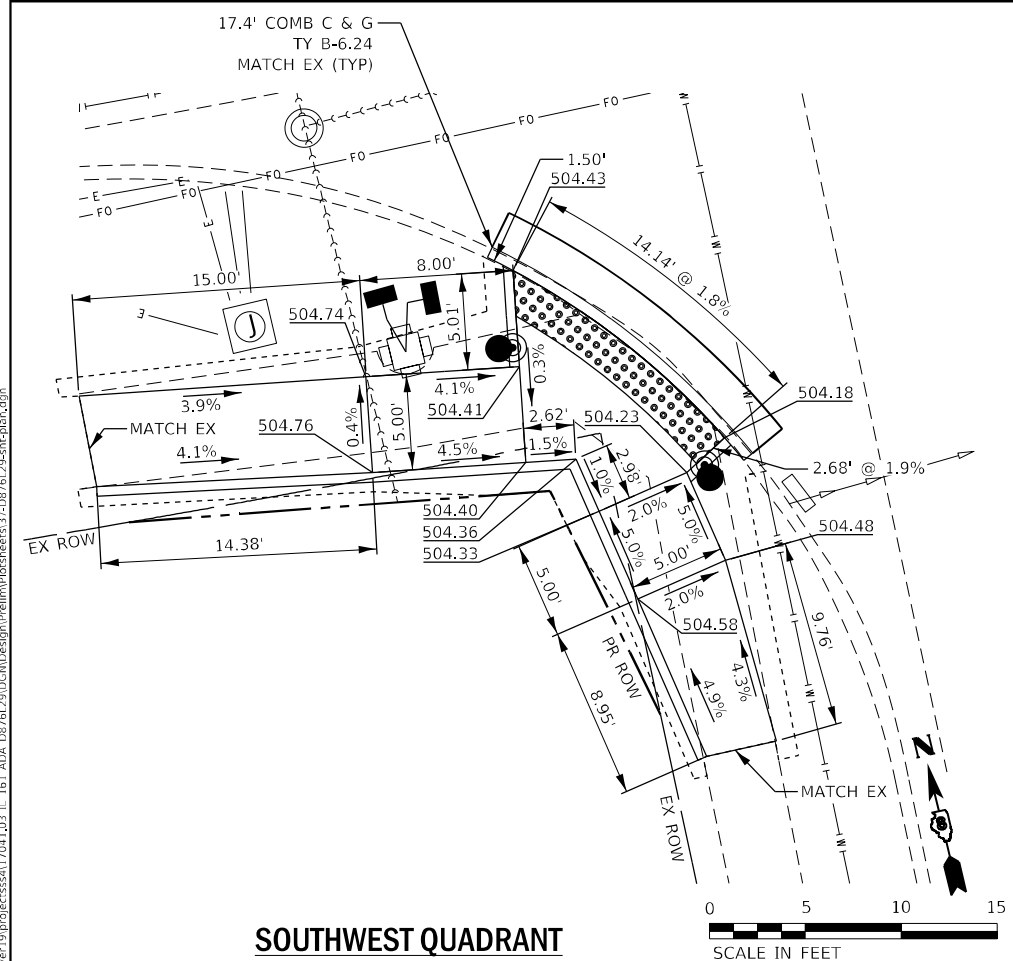 17.4' COMB C & G
TY B-6.24
MATCH EX (TYP)
FO
FO
FO
FO
FO
FO
E
E
E
E
W
W
W
W
W
W
W
W
1.50'
504.43
14.14' @ 1.8%
15.00'
8.00'
504.74
J
5.01'
0.3%
504.18
3.9%
4.1%
504.41
MATCH EX
504.76
0.4%
5.00'
2.62'
504.23
4.1%
4.5%
1.5%
2.68' @ 1.9%
1.0%
2.98'
504.40
504.36
504.33
2.0%
5.0%
5.0%
5.00'
504.48
EX ROW
14.38'
2.0%
504.58
5.00'
PR ROW
9.76'
8.95'
4.9%
4.3%
MATCH EX
EX ROW
N
0 5 10 15
SCALE IN FEET
SOUTHWEST QUADRANT